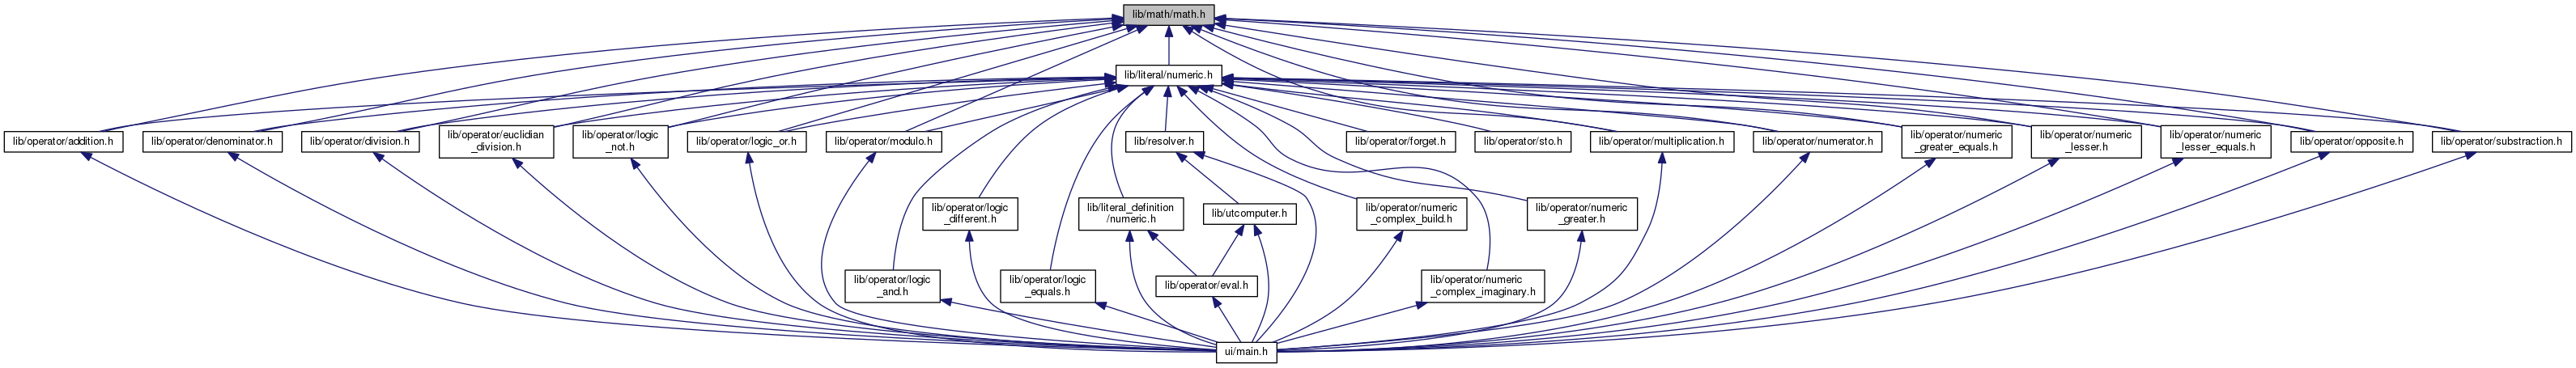 lib/math/math.h
lib/literal/numeric.h
lib/operator/addition.h
lib/operator/denominator.h
lib/operator/division.h
lib/operator/euclidian
_division.h
lib/operator/logic
_not.h
lib/operator/logic_or.h
lib/operator/modulo.h
lib/resolver.h
lib/operator/forget.h
lib/operator/sto.h
lib/operator/multiplication.h
lib/operator/numerator.h
lib/operator/numeric
_greater_equals.h
lib/operator/numeric
_lesser.h
lib/operator/numeric
_lesser_equals.h
lib/operator/opposite.h
lib/operator/substraction.h
lib/operator/logic
_different.h
lib/literal_definition
/numeric.h
lib/utcomputer.h
lib/operator/numeric
_complex_build.h
lib/operator/numeric
_greater.h
lib/operator/logic
_and.h
lib/operator/logic
_equals.h
lib/operator/eval.h
lib/operator/numeric
_complex_imaginary.h
ui/main.h